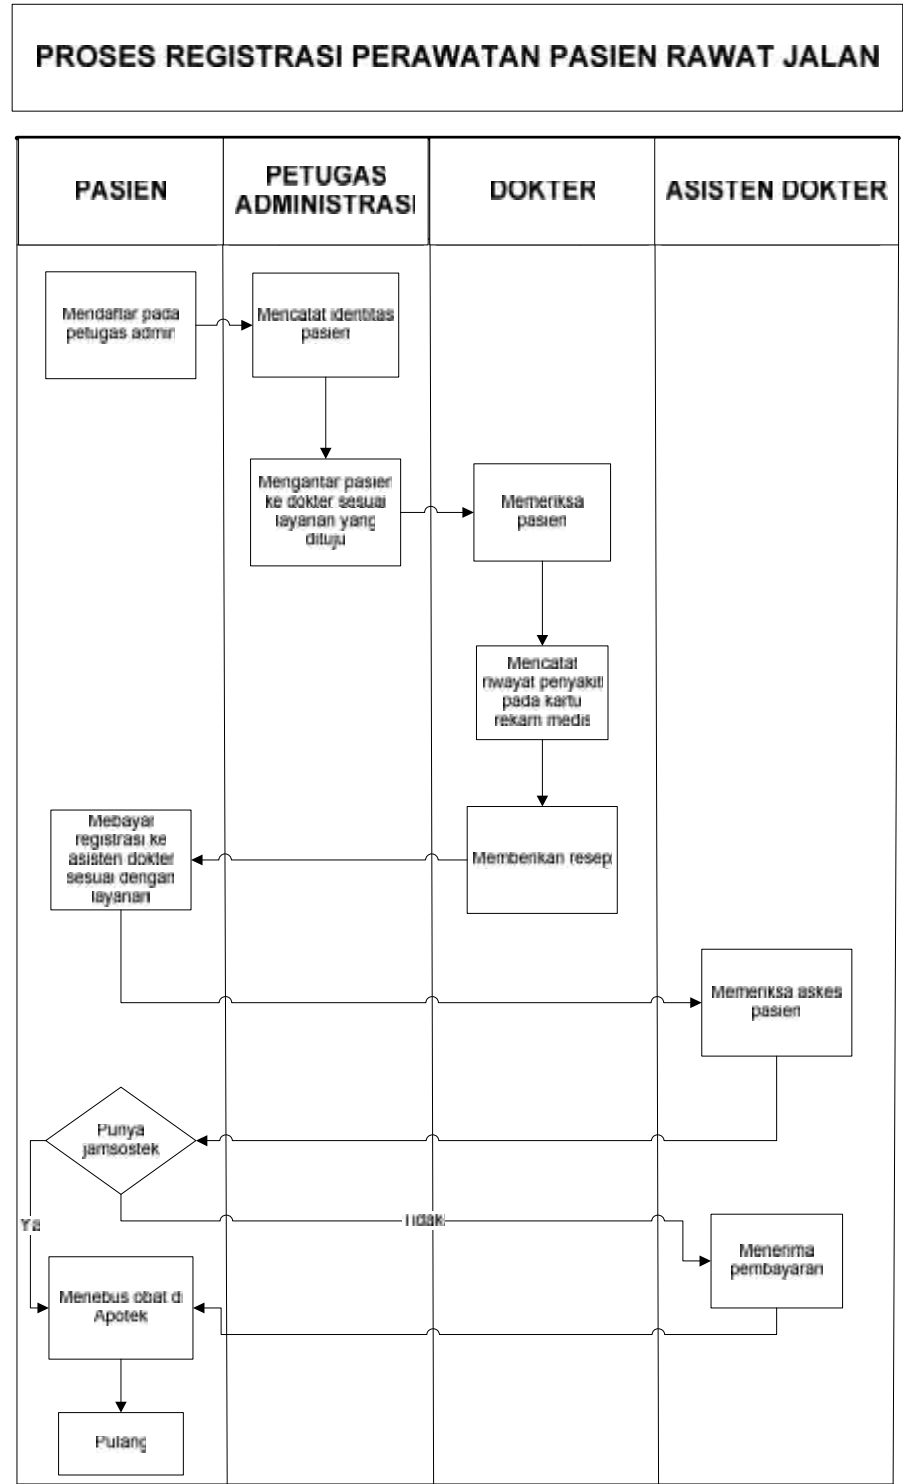 PROSES REGISTRASI PERAWATAN PASIEN RAWAT JALAN
PASIEN
PETUGAS
ADMINISTRASI
DOKTER
ASISTEN DOKTER
Mendaftar pada
petugas admin
Mencatat identitas
pasien
Mengantar pasien
ke dokter sesuai
layanan yang
dituju
Memeriksa
pasien
Mencatat
riwayat penyakit
pada kartu
rekam medis
Mebayar
registrasi ke
asisten dokter
sesuai dengan
layanan
Memberikan resep
Memeriksa askes
pasien
Punya
jamsostek
Ya
Tidak
Menerima
pembayaran
Menebus obat di
Apotek
Pulang